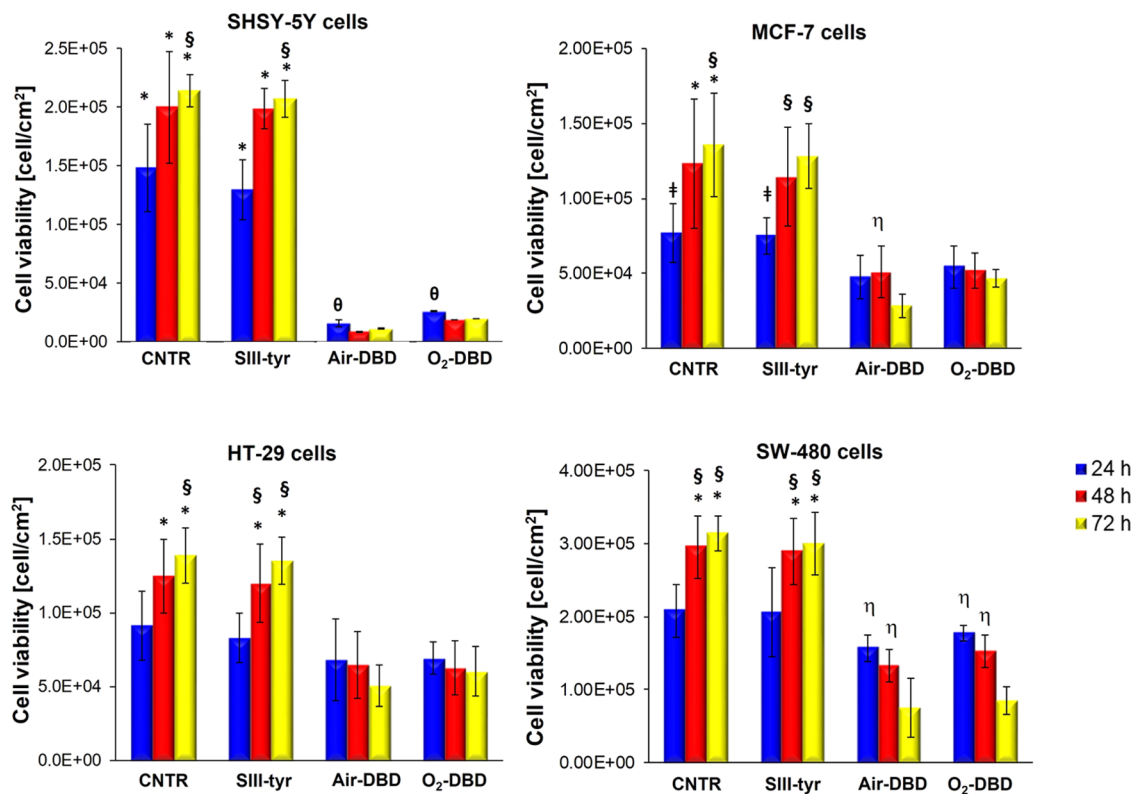 SHSY-5Y cells
Cell viability [cell/cm²]
2.5E+05
2.0E+05
1.5E+05
1.0E+05
5.0E+04
0.0E+00
* * § *
* * § *
θ
θ
CNTR SIII-tyr Air-DBD O₂-DBD
MCF-7 cells
Cell viability [cell/cm²]
2.00E+05
1.50E+05
1.00E+05
5.00E+04
0.00E+00
ǂ * § *
ǂ § §
η
CNTR SIII-tyr Air-DBD O₂-DBD
HT-29 cells
Cell viability [cell/cm²]
2.0E+05
1.5E+05
1.0E+05
5.0E+04
0.0E+00
* § *
§ * § *
CNTR SIII-tyr Air-DBD O₂-DBD
SW-480 cells
Cell viability [cell/cm²]
4.00E+05
3.00E+05
2.00E+05
1.00E+05
0.00E+00
§ * § *
§ * § *
η η
η η
CNTR SIII-tyr Air-DBD O₂-DBD
24 h
48 h
72 h